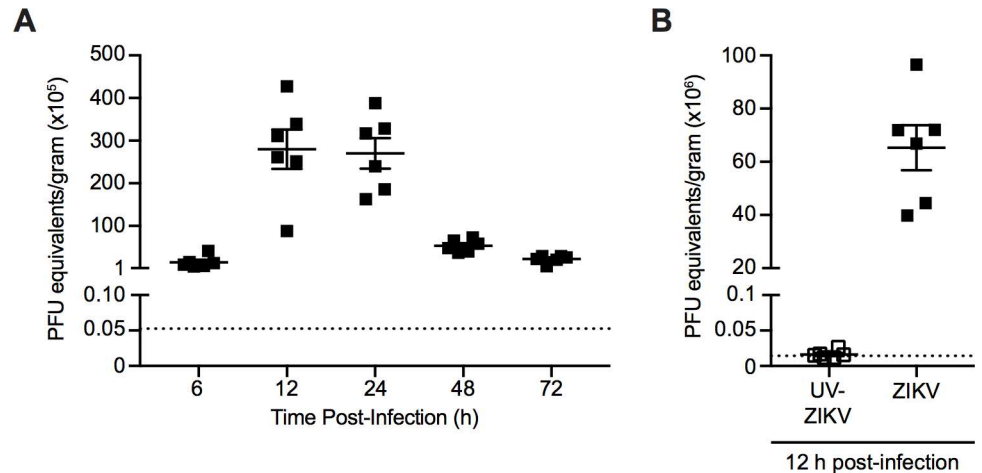 A
PFU equivalents/gram (x10⁵)
500
400
300
200
100
1
0.10
0.05
0
6 12 24 48 72
Time Post-Infection (h)
B
PFU equivalents/gram (x10⁶)
100
80
60
40
20
0.1
0.05
0
UV-
ZIKV
ZIKV
12 h post-infection